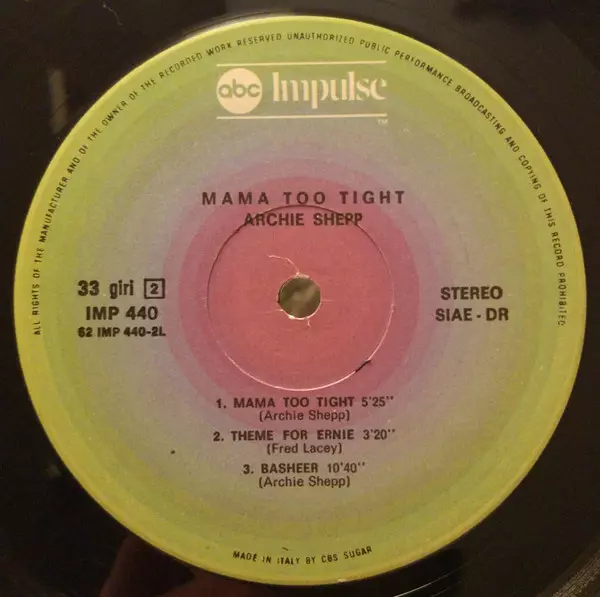 ALL RIGHTS OF THE MANUFACTURER AND OF THE OWNER OF THE RECORDED WORK RESERVED UNAUTHORIZED PUBLIC PERFORMANCE BROADCASTING AND COPYING OF THIS RECORD PROHIBITED
abc Impulse
TM
MAMA TOO TIGHT
ARCHIE SHEPP
33 giri 2
IMP 440
62 IMP 440-2L
STEREO
SIAE - DR
1. MAMA TOO TIGHT 5'25"
(Archie Shepp)
2. THEME FOR ERNIE 3'20"
(Fred Lacey)
3. BASHEER 10'40"
(Archie Shepp)
MADE IN ITALY BY CBS SUGAR